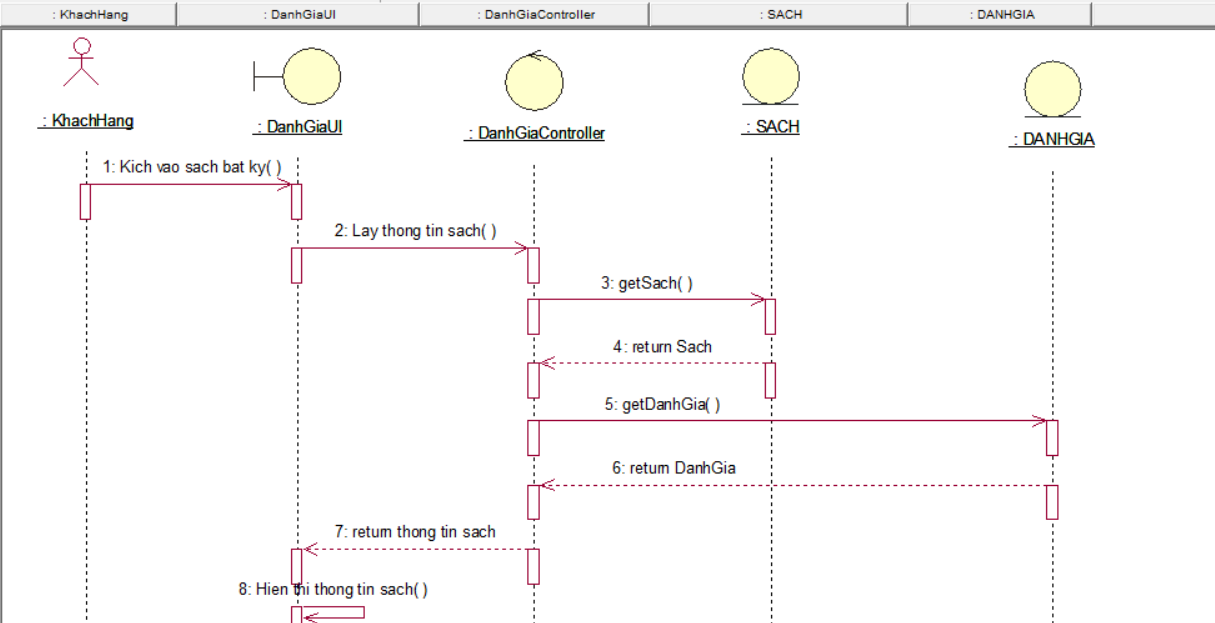 : KhachHang
: DanhGiaUI
: DanhGiaController
: SACH
: DANHGIA
: KhachHang
: DanhGiaUI
: DanhGiaController
: SACH
: DANHGIA
1: Kich vao sach bat ky( )
2: Lay thong tin sach( )
3: getSach( )
4: return Sach
5: getDanhGia( )
6: return DanhGia
7: return thong tin sach
8: Hien thi thong tin sach( )